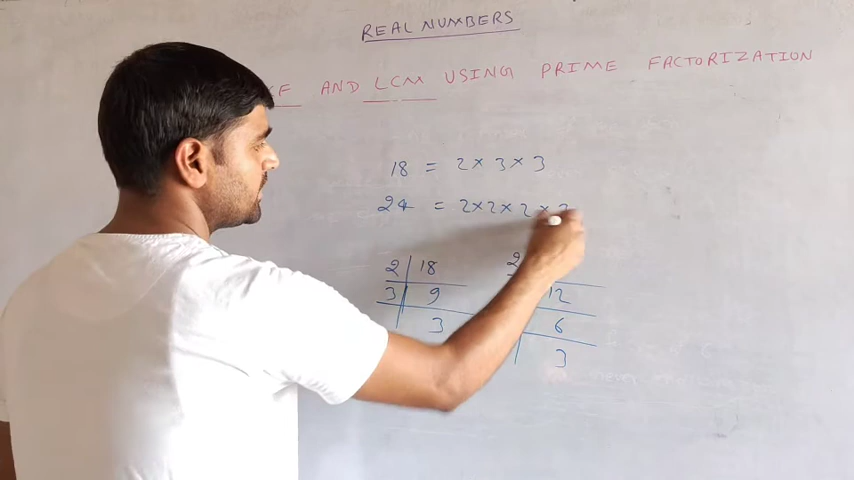 REAL NUMBERS
AND LCM USING PRIME FACTORIZATION
18 = 2 × 3 × 3
24 = 2 × 2 × 2 ×
2 18
3 9
3
2
12
6
3